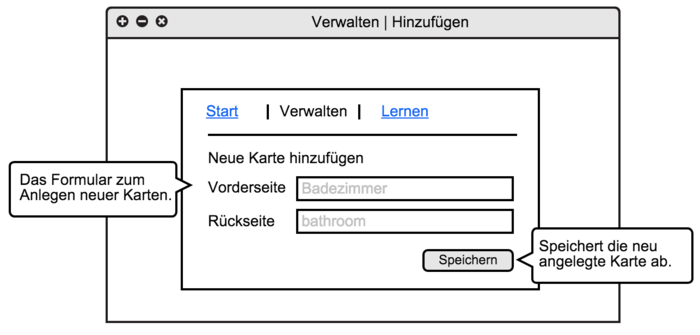 Verwalten | Hinzufügen
Start | Verwalten | Lernen
Neue Karte hinzufügen
Das Formular zum
Anlegen neuer Karten.
Vorderseite Badezimmer
Rückseite bathroom
Speichern
Speichert die neu
angelegte Karte ab.